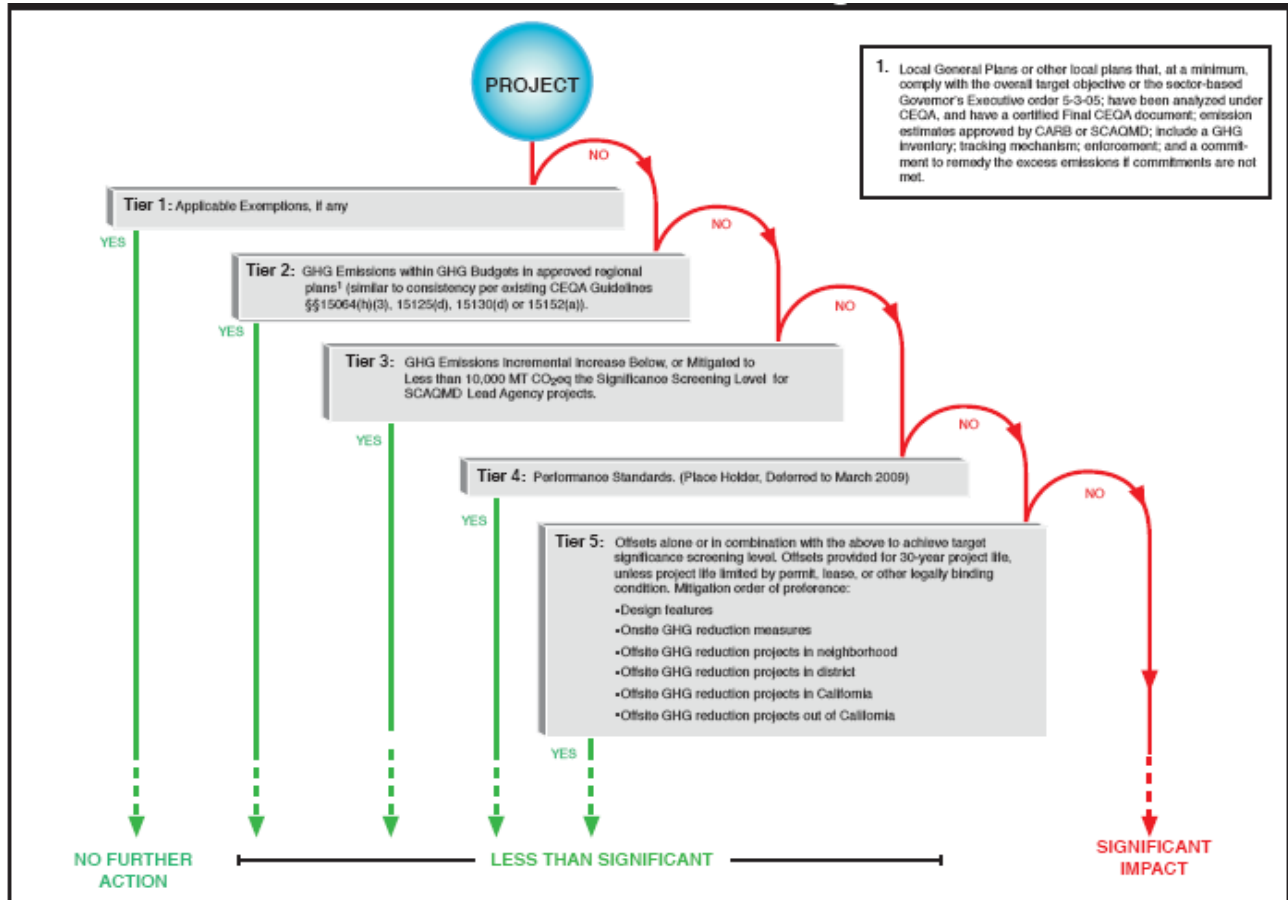 PROJECT
1. Local General Plans or other local plans that, at a minimum,
comply with the overall target objective or the sector-based
Governor's Executive order S-3-05; have been analyzed under
CEQA, and have a certified Final CEQA document; emission
estimates approved by CARB or SCAQMD; include a GHG
inventory; tracking mechanism; enforcement; and a commit-
ment to remedy the excess emissions if commitments are not
met.
NO
Tier 1: Applicable Exemptions, if any
YES
NO
Tier 2: GHG Emissions within GHG Budgets in approved regional
plans¹ (similar to consistency per existing CEQA Guidelines
§§15064(h)(3), 15125(d), 15130(d) or 15152(a)).
YES
NO
Tier 3: GHG Emissions Incremental Increase Below, or Mitigated to
Less than 10,000 MT CO₂eq the Significance Screening Level for
SCAQMD Lead Agency projects.
YES
NO
Tier 4: Performance Standards. (Place Holder, Deferred to March 2009)
YES
NO
Tier 5: Offsets alone or in combination with the above to achieve target
significance screening level. Offsets provided for 30-year project life,
unless project life limited by permit, lease, or other legally binding
condition. Mitigation order of preference:
▪Design features
▪Onsite GHG reduction measures
▪Offsite GHG reduction projects in neighborhood
▪Offsite GHG reduction projects in district
▪Offsite GHG reduction projects in California
▪Offsite GHG reduction projects out of California
YES
NO FURTHER
ACTION
LESS THAN SIGNIFICANT
SIGNIFICANT
IMPACT